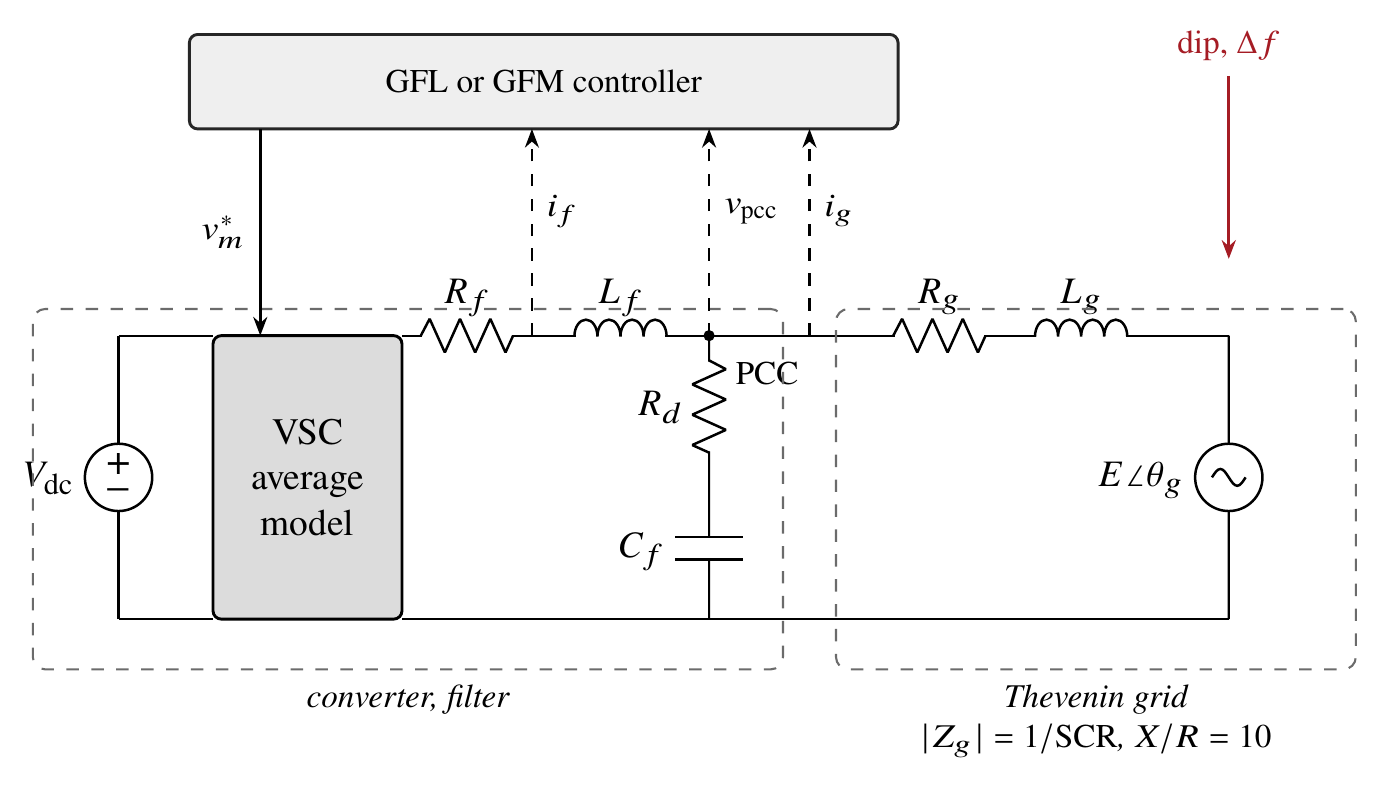 dip, Δf
GFL or GFM controller
i_f
v_pcc
i_g
v_m^*
R_f
L_f
R_g
L_g
PCC
R_d
VSC
average
model
+
−
V_dc
E∠θ_g
C_f
converter, filter
Thevenin grid
|Z_g| = 1/SCR, X/R = 10